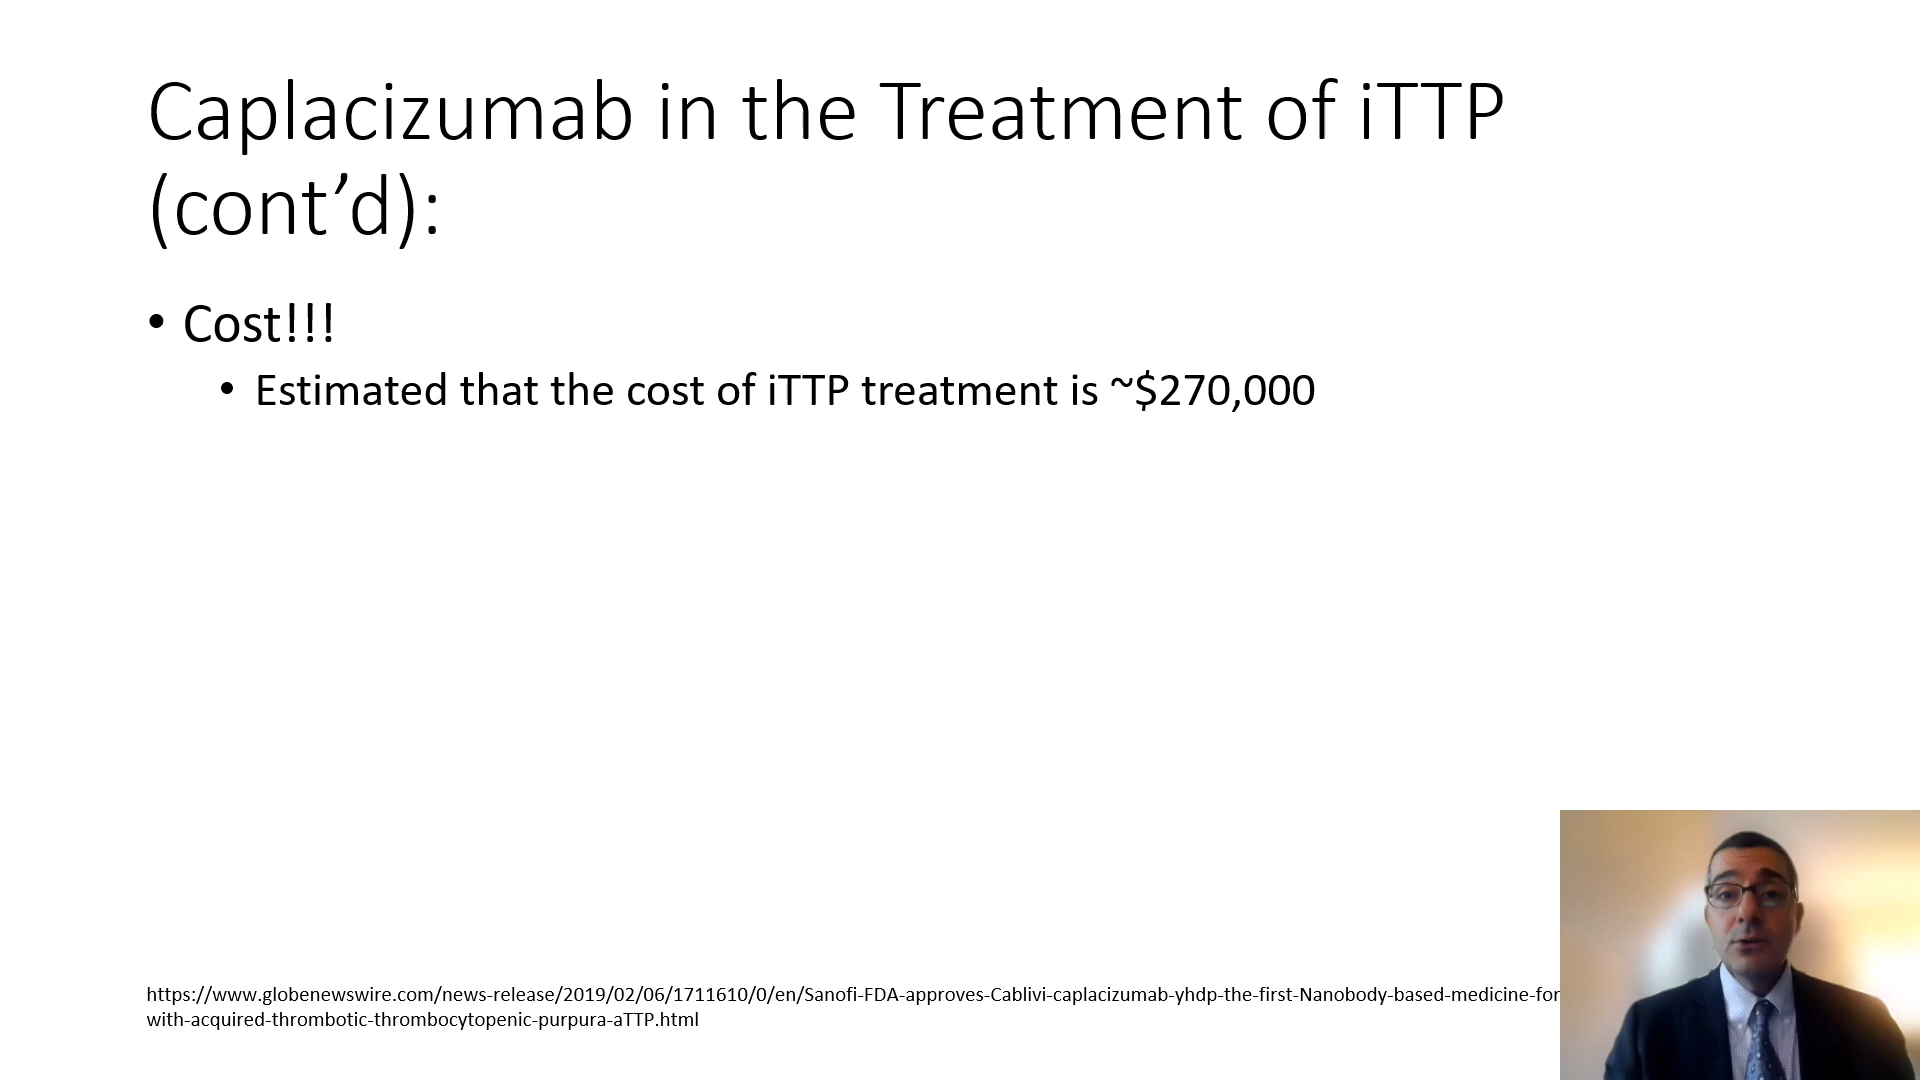 Caplacizumab in the Treatment of iTTP
(cont’d):
• Cost!!!
• Estimated that the cost of iTTP treatment is ~$270,000
https://www.globenewswire.com/news-release/2019/02/06/1711610/0/en/Sanofi-FDA-approves-Cablivi-caplacizumab-yhdp-the-first-Nanobody-based-medicine-for
with-acquired-thrombotic-thrombocytopenic-purpura-aTTP.html